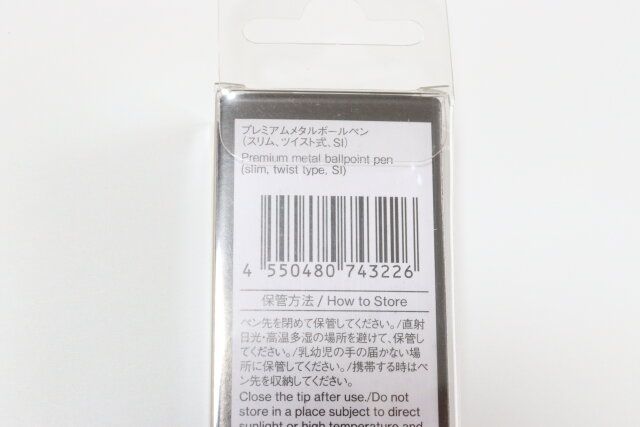 プレミアムメタルボールペン
(スリム、ツイスト式、SI)
Premium metal ballpoint pen
(slim, twist type, SI)
4 550480 743226
保管方法 / How to Store
ペン先を閉めて保管してください。/直射
日光・高温多湿の場所を避けて、保管し
てください。/乳幼児の手の届かない場
所に保管してください。/携帯する時はペ
ン先を収納してください。
Close the tip after use./Do not
store in a place subject to direct
sunlight or high temperature and